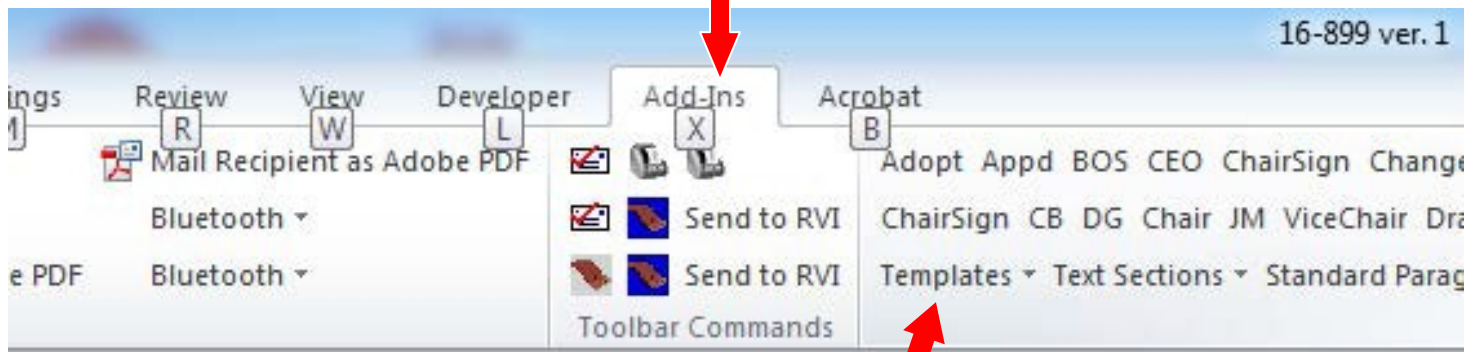 16-899 ver. 1
ings Review View Developer Add-Ins Acrobat
M R W L X B
Mail Recipient as Adobe PDF Adopt Appd BOS CEO ChairSign Change
Bluetooth Send to RVI ChairSign CB DG Chair JM ViceChair Dra
e PDF Bluetooth Send to RVI Templates Text Sections Standard Parag
Toolbar Commands